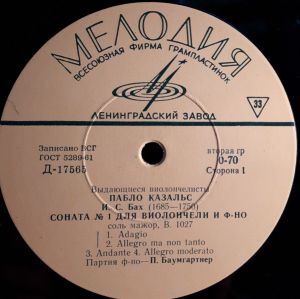 МЕЛОДИЯ
ВСЕСОЮЗНАЯ ФИРМА ГРАМПЛАСТИНОК
ЛЕНИНГРАДСКИЙ ЗАВОД
33
Записано ВСГ
ГОСТ 5289-61
Д-17565
вторая гр
0-70
Сторона 1
Выдающиеся виолончелисты
ПАБЛО КАЗАЛЬС
И. С. Бах (1685—1750)
СОНАТА № 1 ДЛЯ ВИОЛОНЧЕЛИ И Ф-НО
соль мажор, В. 1027
1. Adagio
2. Allegro ma non tanto
3. Andante 4. Allegro moderato
Партия ф-но—П. Баумгартнер